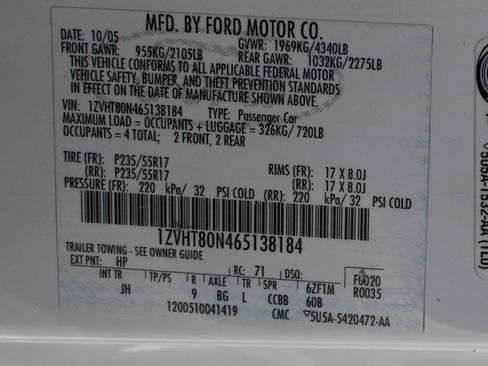 MFD. BY FORD MOTOR CO.
DATE: 10/05 GVWR: 1969KG/4340LB
FRONT GAWR: 955KG/2105LB REAR GAWR: 1032KG/2275LB
THIS VEHICLE CONFORMS TO ALL APPLICABLE FEDERAL MOTOR
VEHICLE SAFETY, BUMPER, AND THEFT PREVENTION STANDARDS
IN EFFECT ON THE DATE OF MANUFACTURE SHOWN ABOVE.
VIN: 1ZVHT80N465138184 TYPE: Passenger Car
MAXIMUM LOAD = OCCUPANTS + LUGGAGE = 326KG/720LB
OCCUPANTS = 4 TOTAL; 2 FRONT, 2 REAR
TIRE (FR): P235/55R17 RIMS (FR): 17 X 8.0J
(RR): P235/55R17 (RR): 17 X 8.0J
PRESSURE (FR): 220 kPa/ 32 PSI COLD (RR): 220 kPa/ 32 PSI COLD
1ZVHT80N465138184
TRAILER TOWING - SEE OWNER GUIDE
EXT PNT: HP RC: 71 DSO: F0020
INT TR TP/PS R AXLE TR SPR 6ZF1M R0035
JH 9 BG L CCBB 60B
1200510041419 CMC 5U5A-5420472-AA